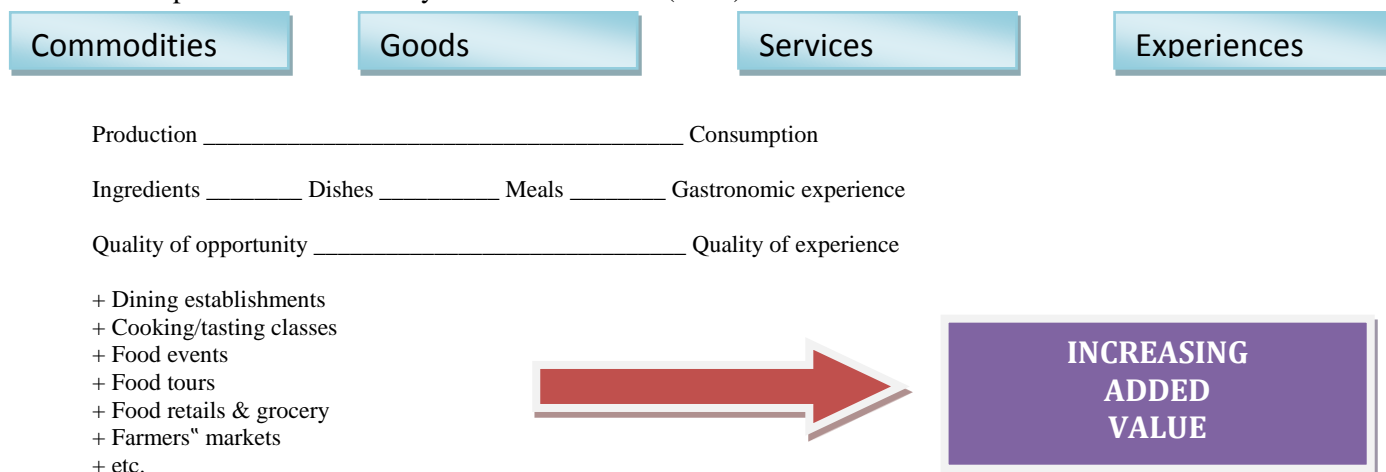 Commodities Goods Services Experiences
Production ________________________________________ Consumption
Ingredients ________ Dishes __________ Meals ________ Gastronomic experience
Quality of opportunity _______________________________ Quality of experience
+ Dining establishments
+ Cooking/tasting classes
+ Food events
+ Food tours
+ Food retails & grocery
+ Farmers‟ markets
+ etc.
INCREASING
ADDED
VALUE